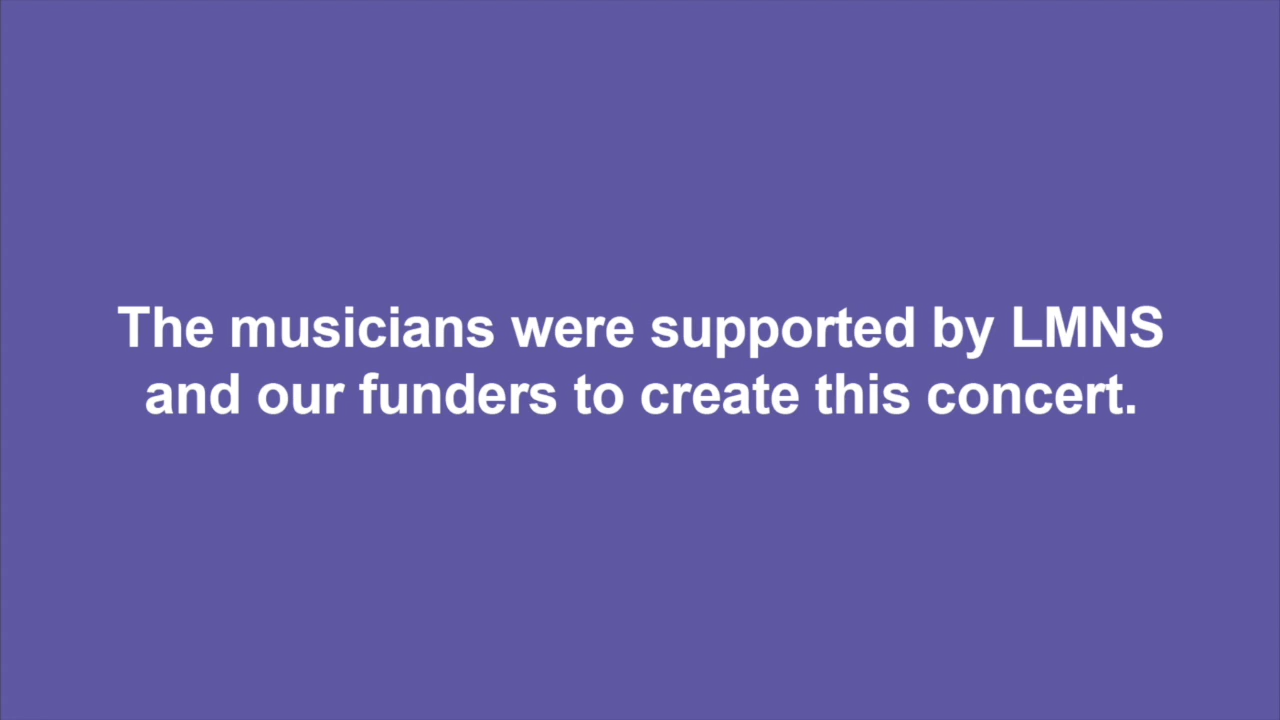 The musicians were supported by LMNS
and our funders to create this concert.